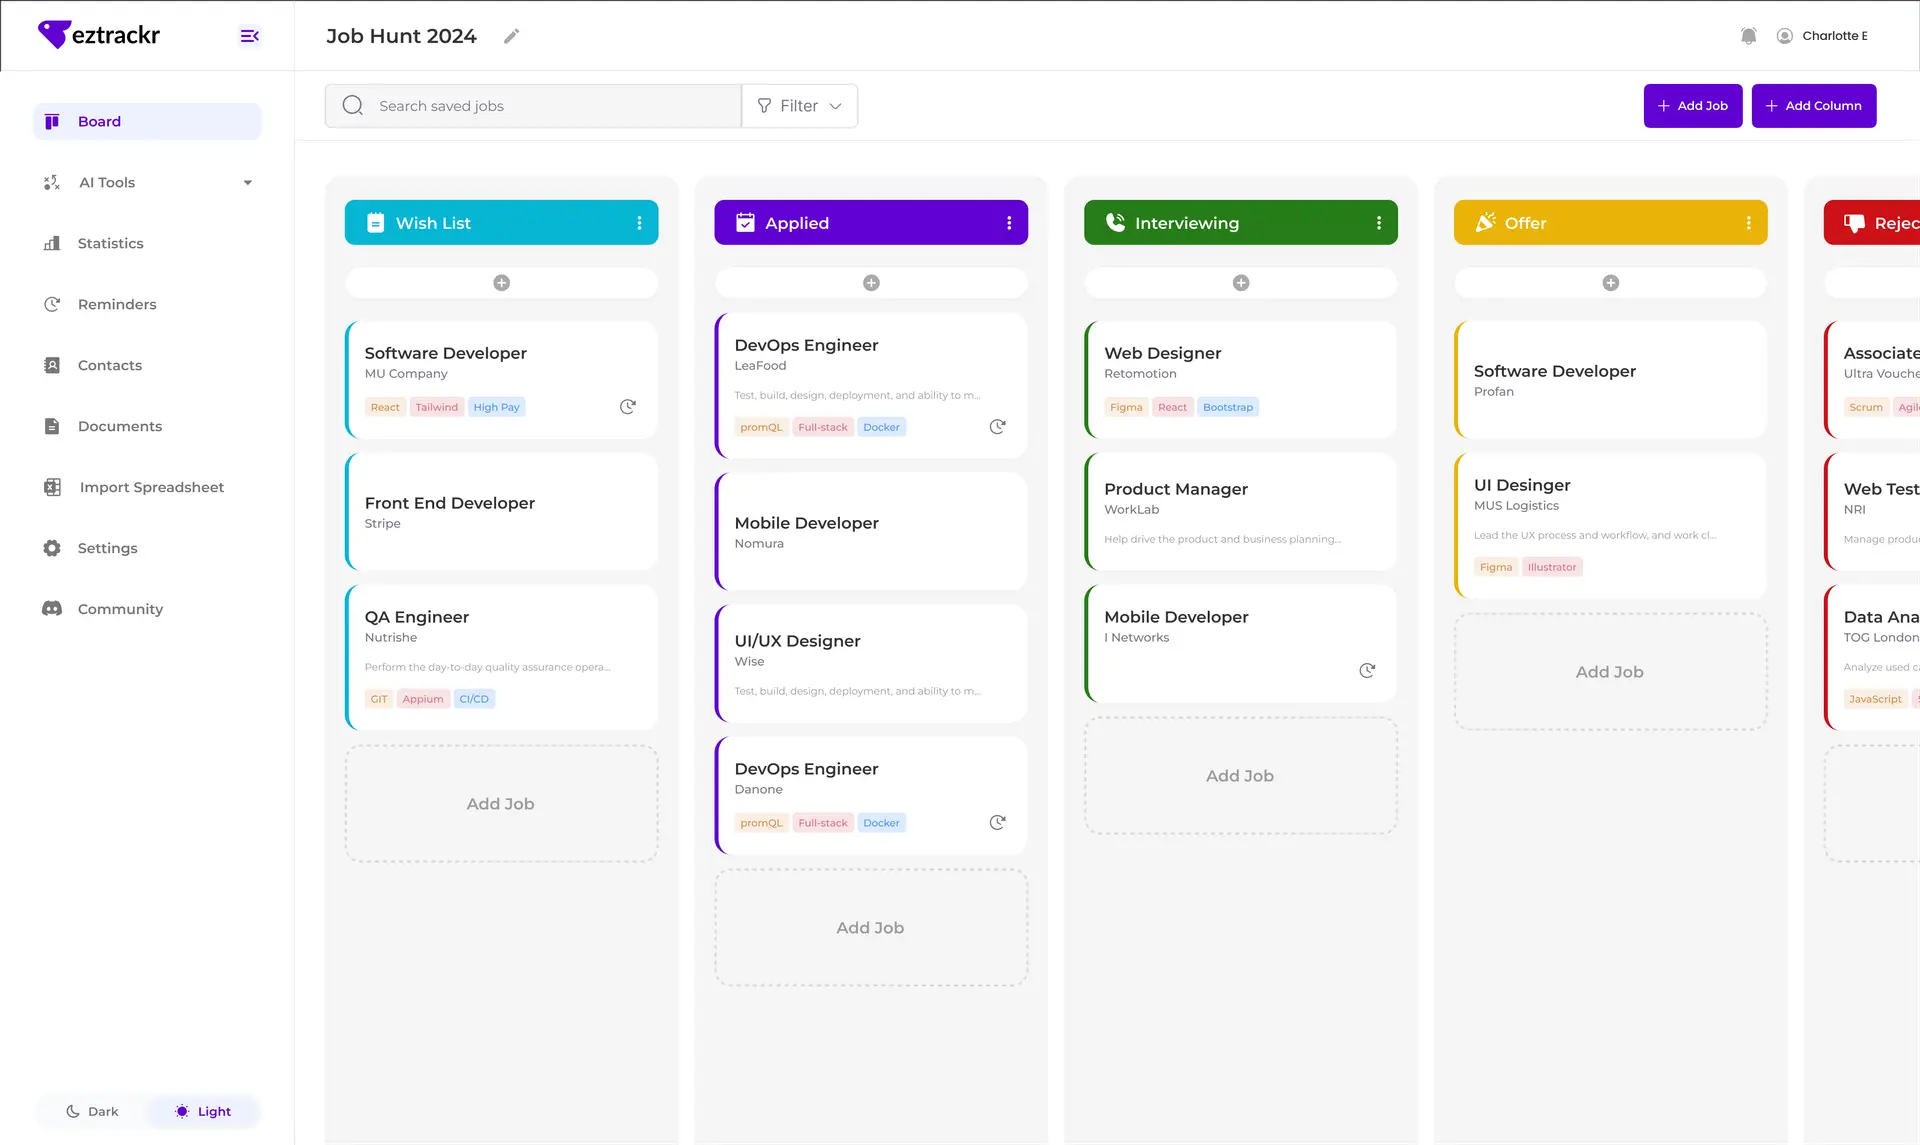 eztrackr
Job Hunt 2024
Charlotte E
Board
AI Tools
Statistics
Reminders
Contacts
Documents
Import Spreadsheet
Settings
Community
Dark
Light
Search saved jobs
Filter
Add Job
Add Column
Wish List
Software Developer
MU Company
React Tailwind High Pay
Front End Developer
Stripe
QA Engineer
Nutrishe
Perform the day-to-day quality assurance opera...
GIT Appium CI/CD
Add Job
Applied
DevOps Engineer
LeaFood
Test, build, design, deployment, and ability to m...
promQL Full-stack Docker
Mobile Developer
Nomura
UI/UX Designer
Wise
Test, build, design, deployment, and ability to m...
DevOps Engineer
Danone
promQL Full-stack Docker
Add Job
Interviewing
Web Designer
Retomotion
Figma React Bootstrap
Product Manager
WorkLab
Help drive the product and business planning...
Mobile Developer
I Networks
Add Job
Offer
Software Developer
Profan
UI Desinger
MUS Logistics
Lead the UX process and workflow, and work cl...
Figma Illustrator
Add Job
Rejec
Associate
Ultra Vouche
Scrum Agil
Web Test
NRI
Manage produ
Data Ana
TOG London
Analyze used ca
JavaScript